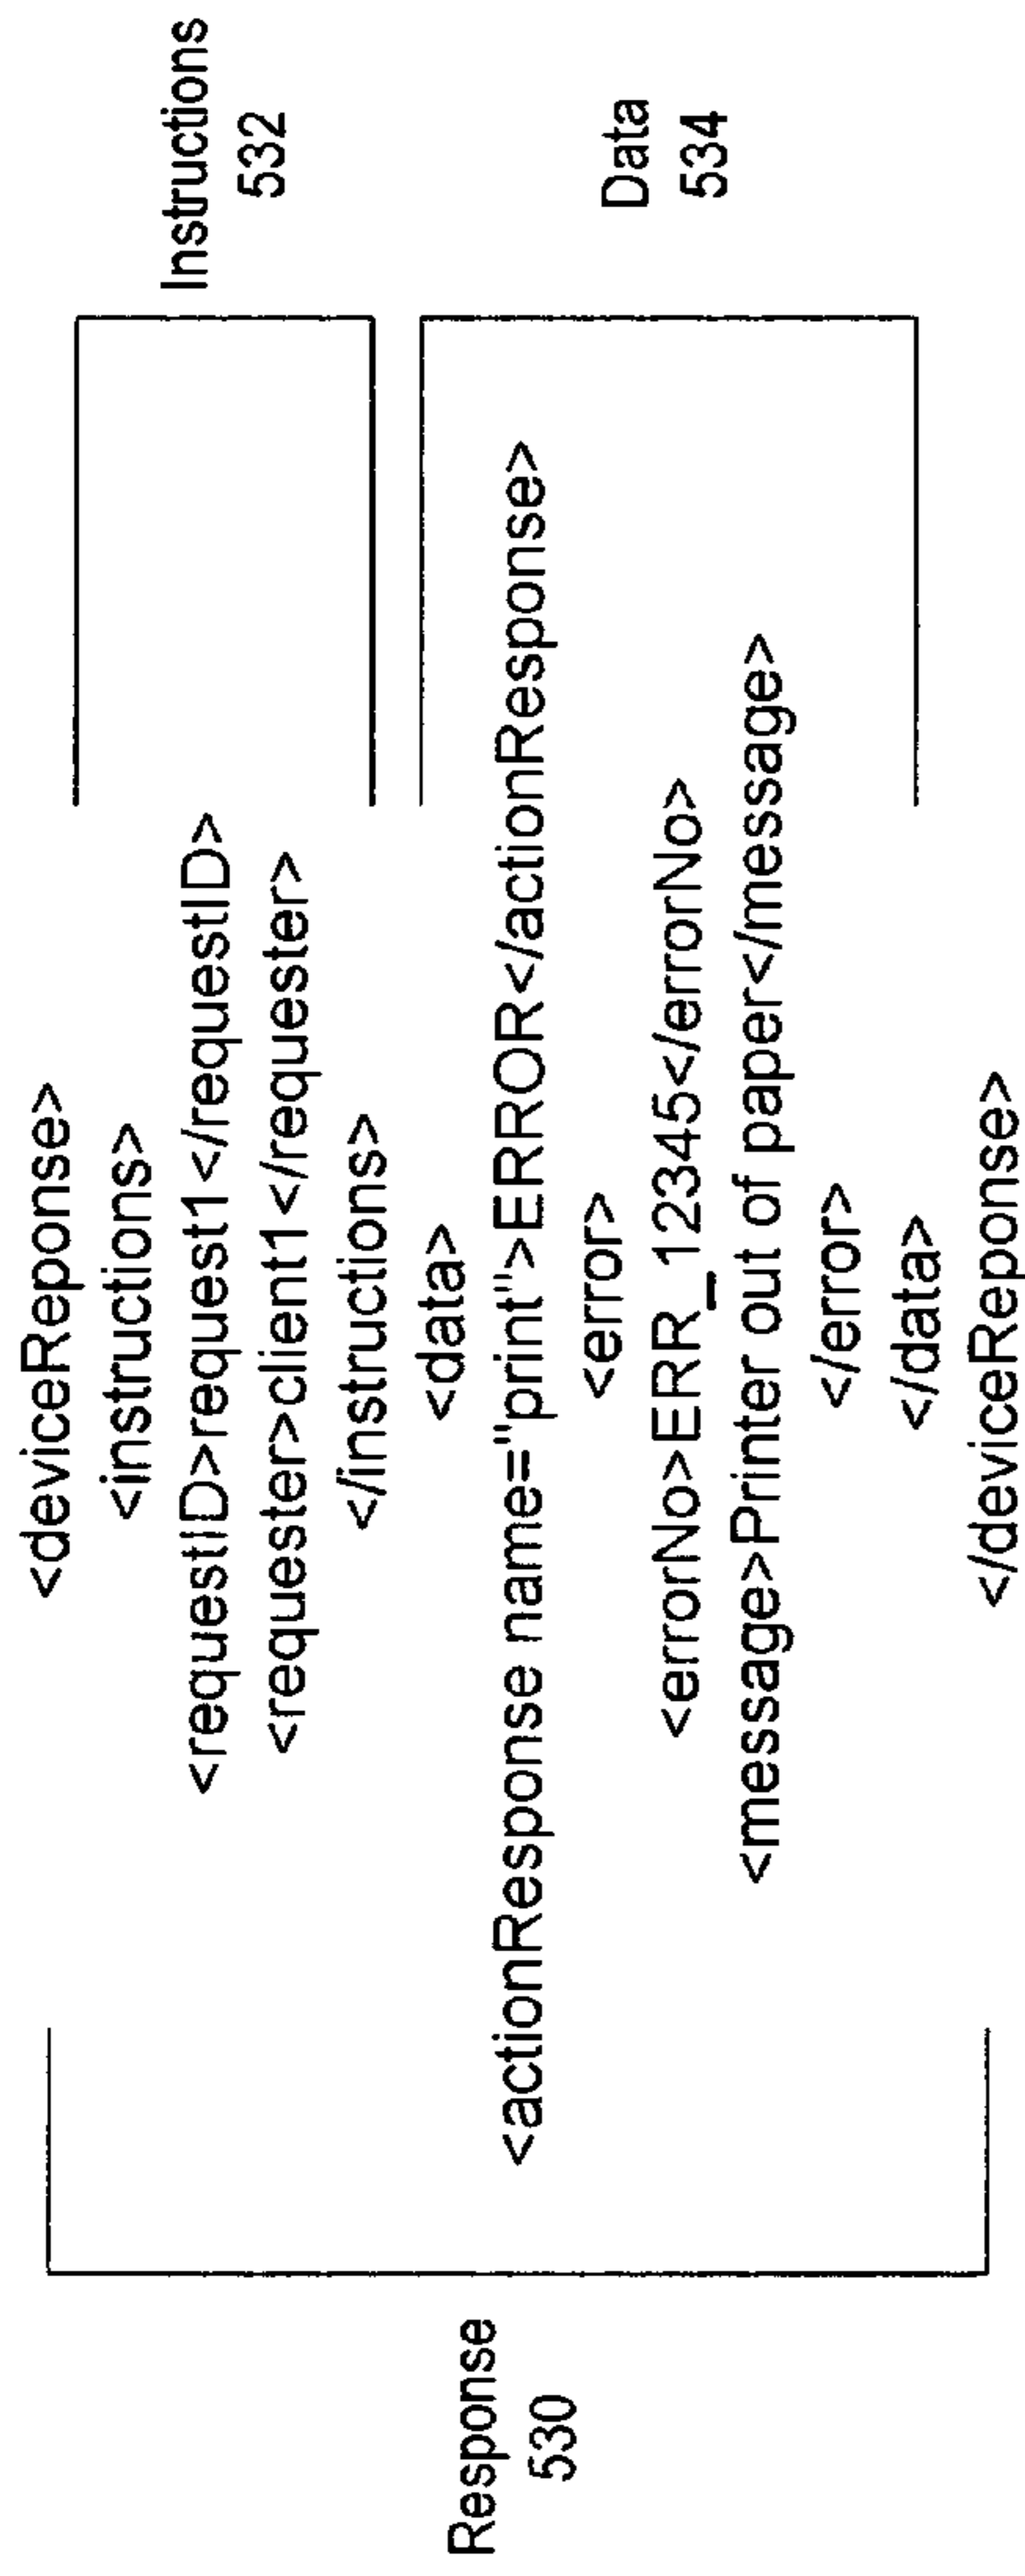 <deviceReponse>
<instructions>
<requestID>request1</requestID>
<requester>client1</requester>
</instructions>
<data>
<actionResponse name="print">ERROR</actionResponse>
<error>
<errorNo>ERR_12345</errorNo>
<message>Printer out of paper</message>
</error>
</data>
</deviceReponse>
Response
530
Instructions
532
Data
534